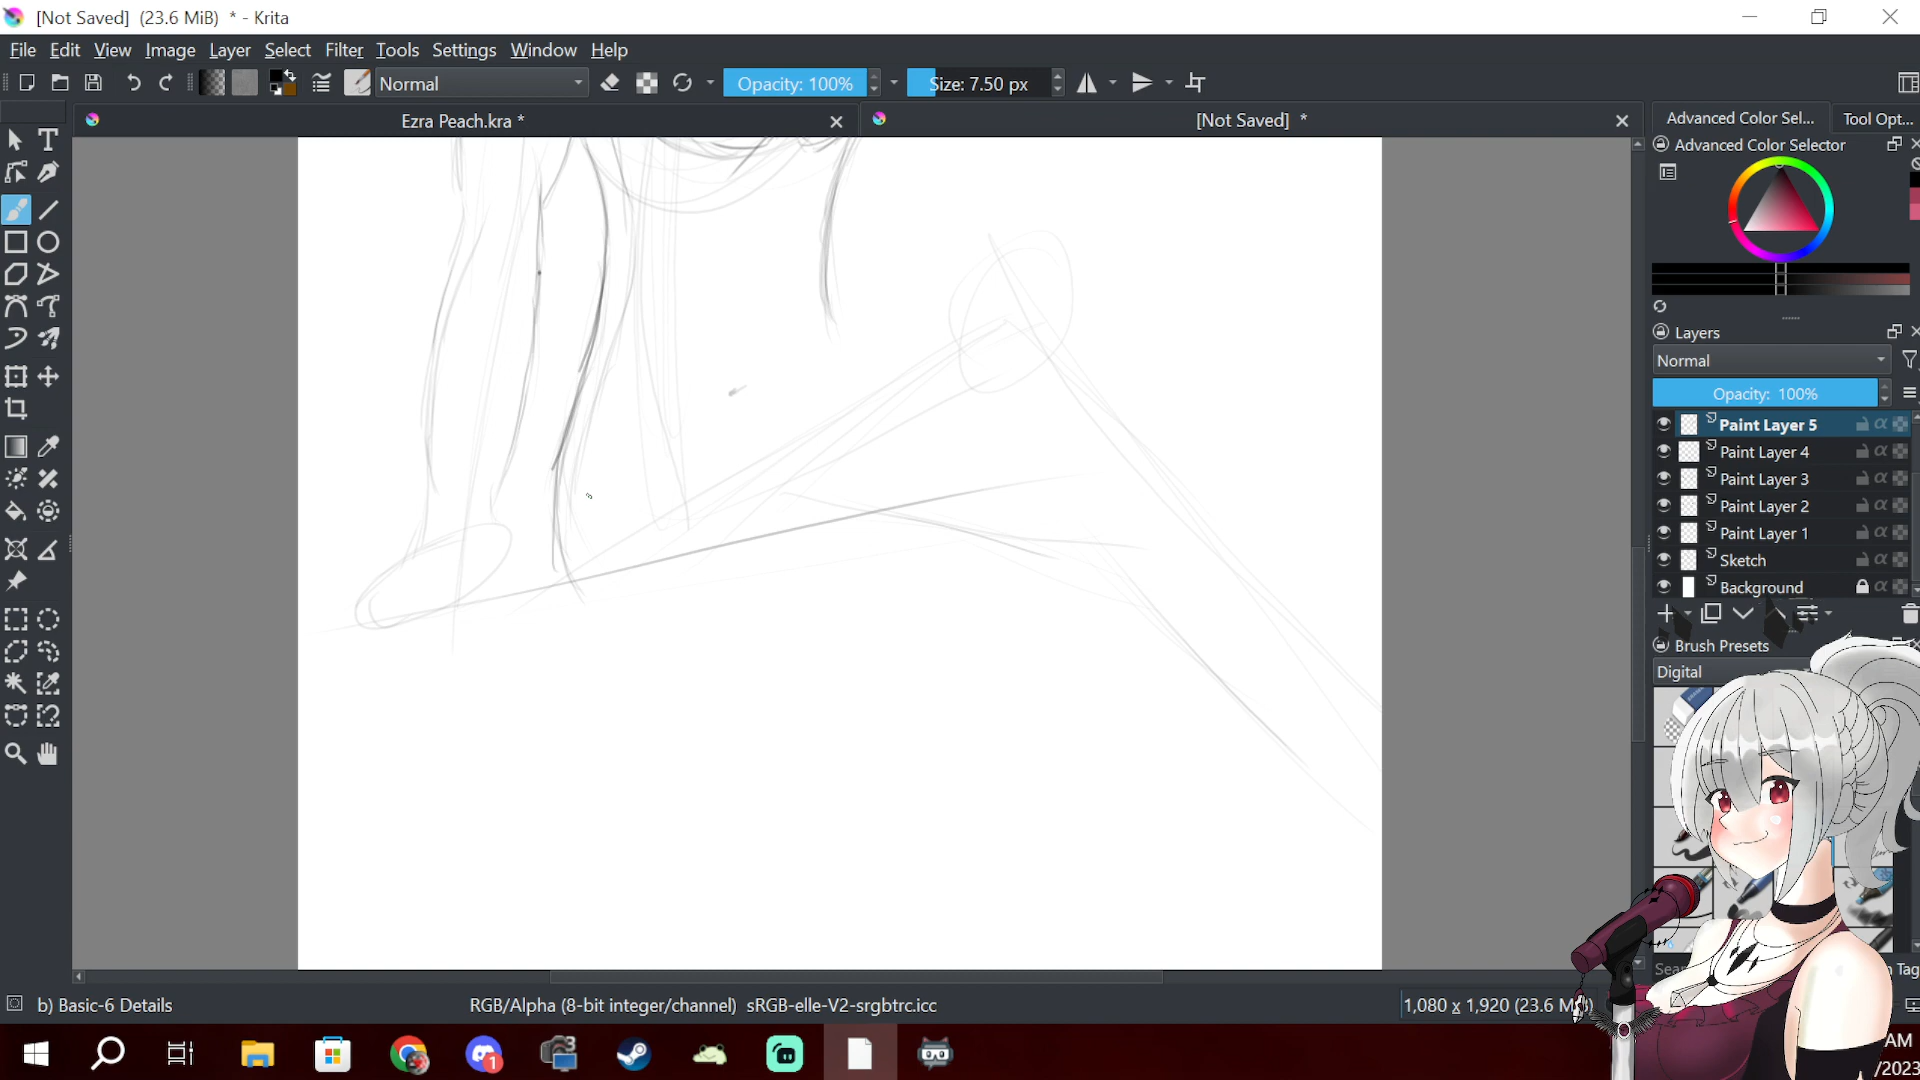 [Not Saved]  (23.6 MiB)  * - Krita
File Edit View Image Layer Select Filter Tools Settings Window Help
Normal Opacity: 100% Size: 7.50 px
Ezra Peach.kra *
[Not Saved]  *
Advanced Color Sel...
Tool Opt...
Advanced Color Selector
Layers
Normal
Opacity:  100%
Paint Layer 5
Paint Layer 4
Paint Layer 3
Paint Layer 2
Paint Layer 1
Sketch
Background
Brush Presets
Digital
Tag
b) Basic-6 Details
RGB/Alpha (8-bit integer/channel)  sRGB-elle-V2-srgbtrc.icc
1,080 x 1,920 (23.6 M
1
AM
/2023